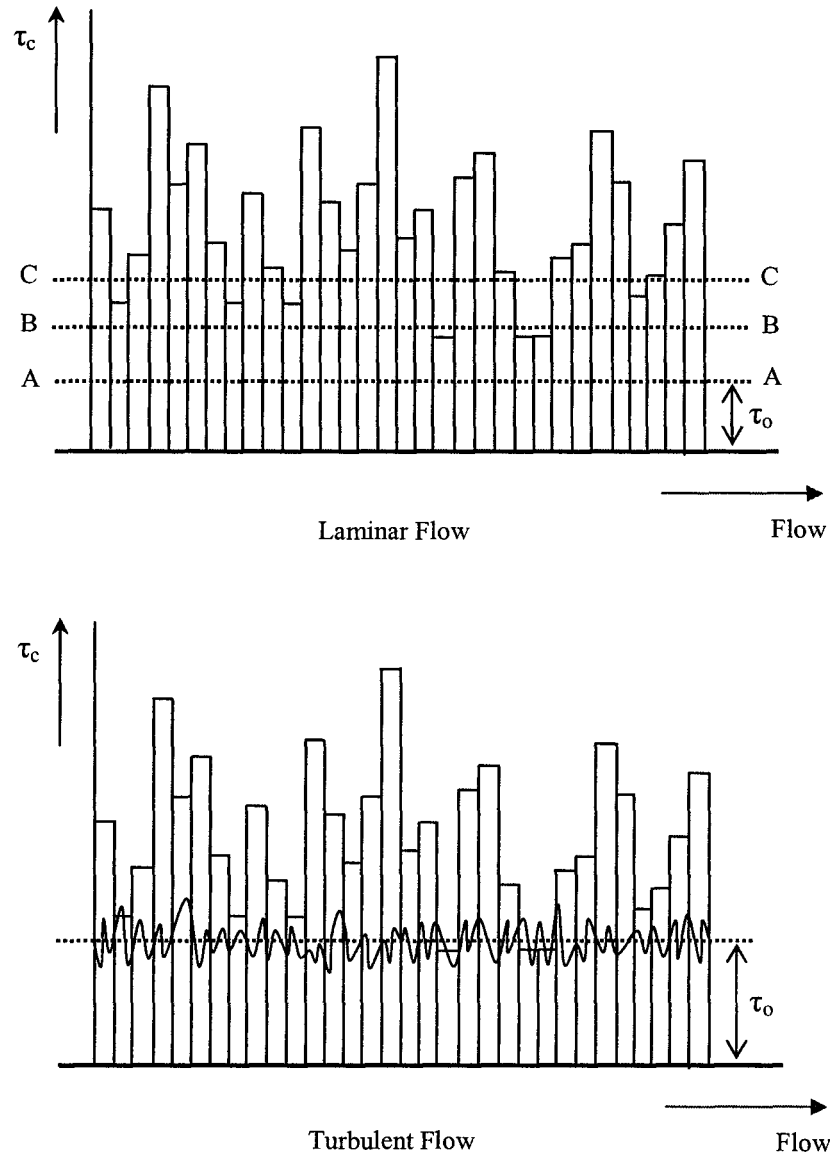 τc
C C
B B
A A
τo
Laminar Flow Flow
τc
τo
Turbulent Flow Flow